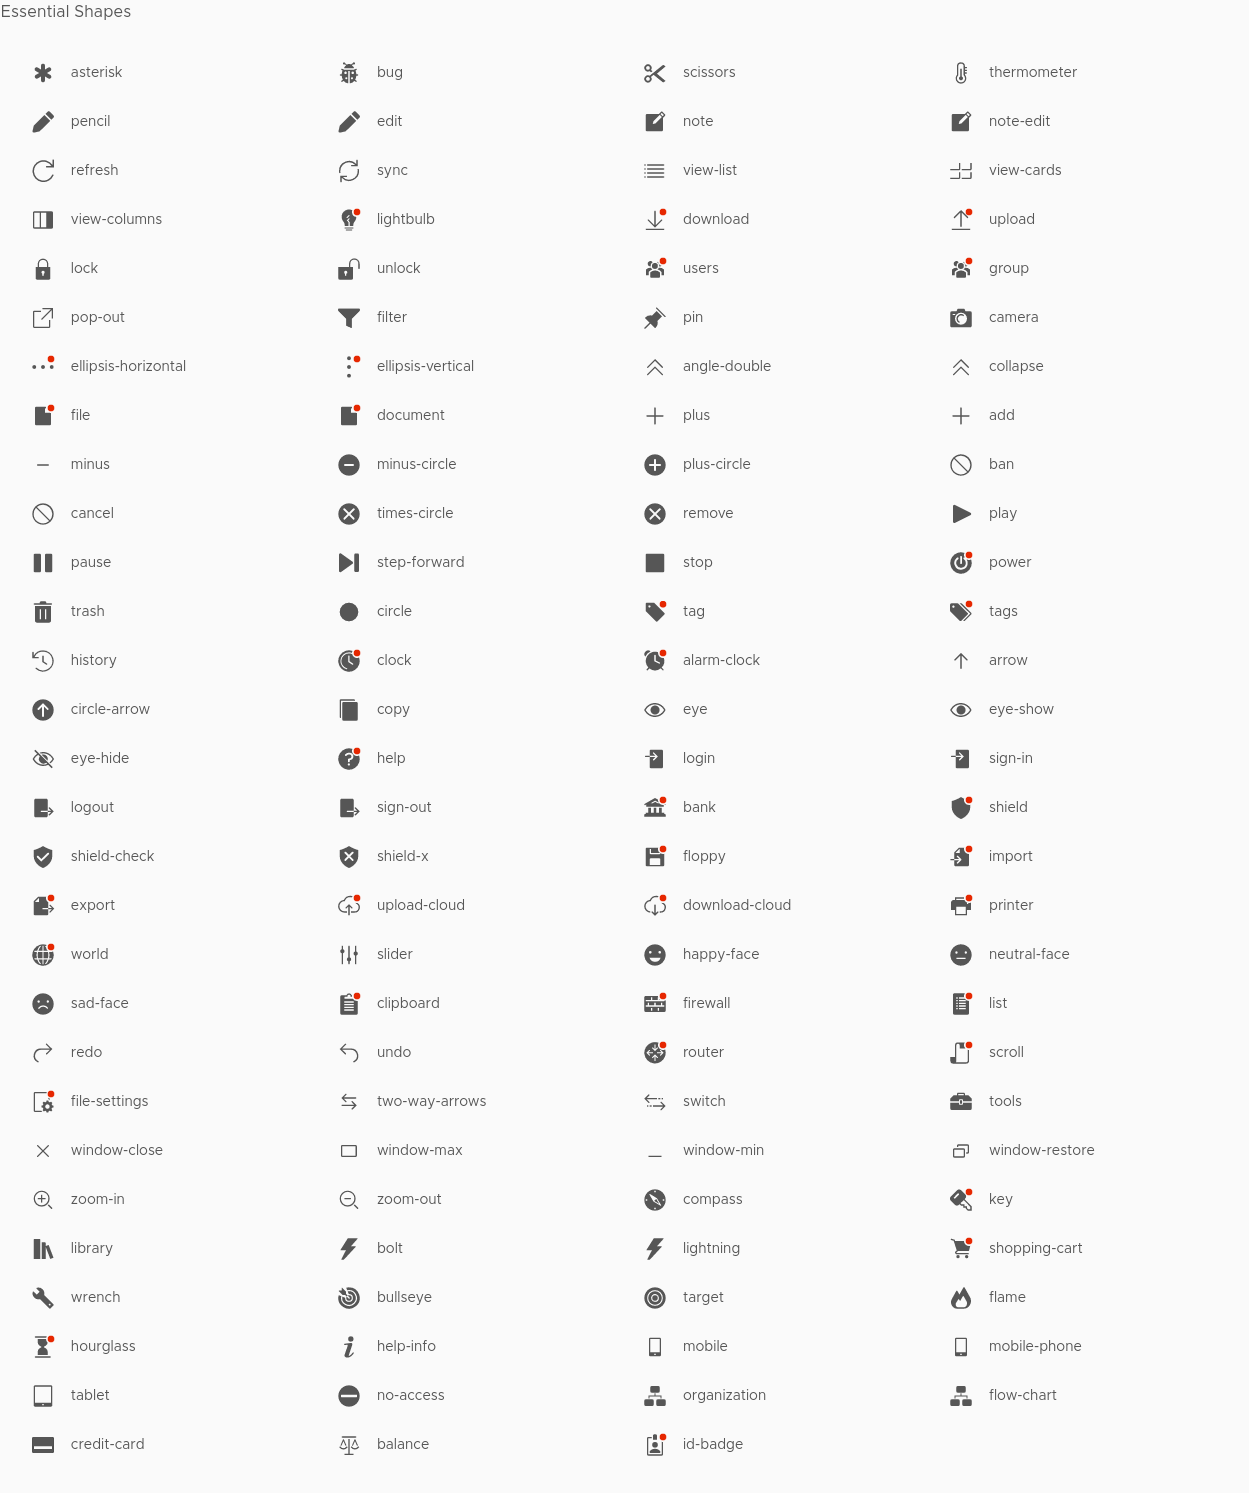 Essential Shapes
asterisk bug scissors thermometer
pencil edit note note-edit
refresh sync view-list view-cards
view-columns lightbulb download upload
lock unlock users group
pop-out filter pin camera
ellipsis-horizontal ellipsis-vertical angle-double collapse
file document plus add
minus minus-circle plus-circle ban
cancel times-circle remove play
pause step-forward stop power
trash circle tag tags
history clock alarm-clock arrow
circle-arrow copy eye eye-show
eye-hide help login sign-in
logout sign-out bank shield
shield-check shield-x floppy import
export upload-cloud download-cloud printer
world slider happy-face neutral-face
sad-face clipboard firewall list
redo undo router scroll
file-settings two-way-arrows switch tools
window-close window-max window-min window-restore
zoom-in zoom-out compass key
library bolt lightning shopping-cart
wrench bullseye target flame
hourglass help-info mobile mobile-phone
tablet no-access organization flow-chart
credit-card balance id-badge